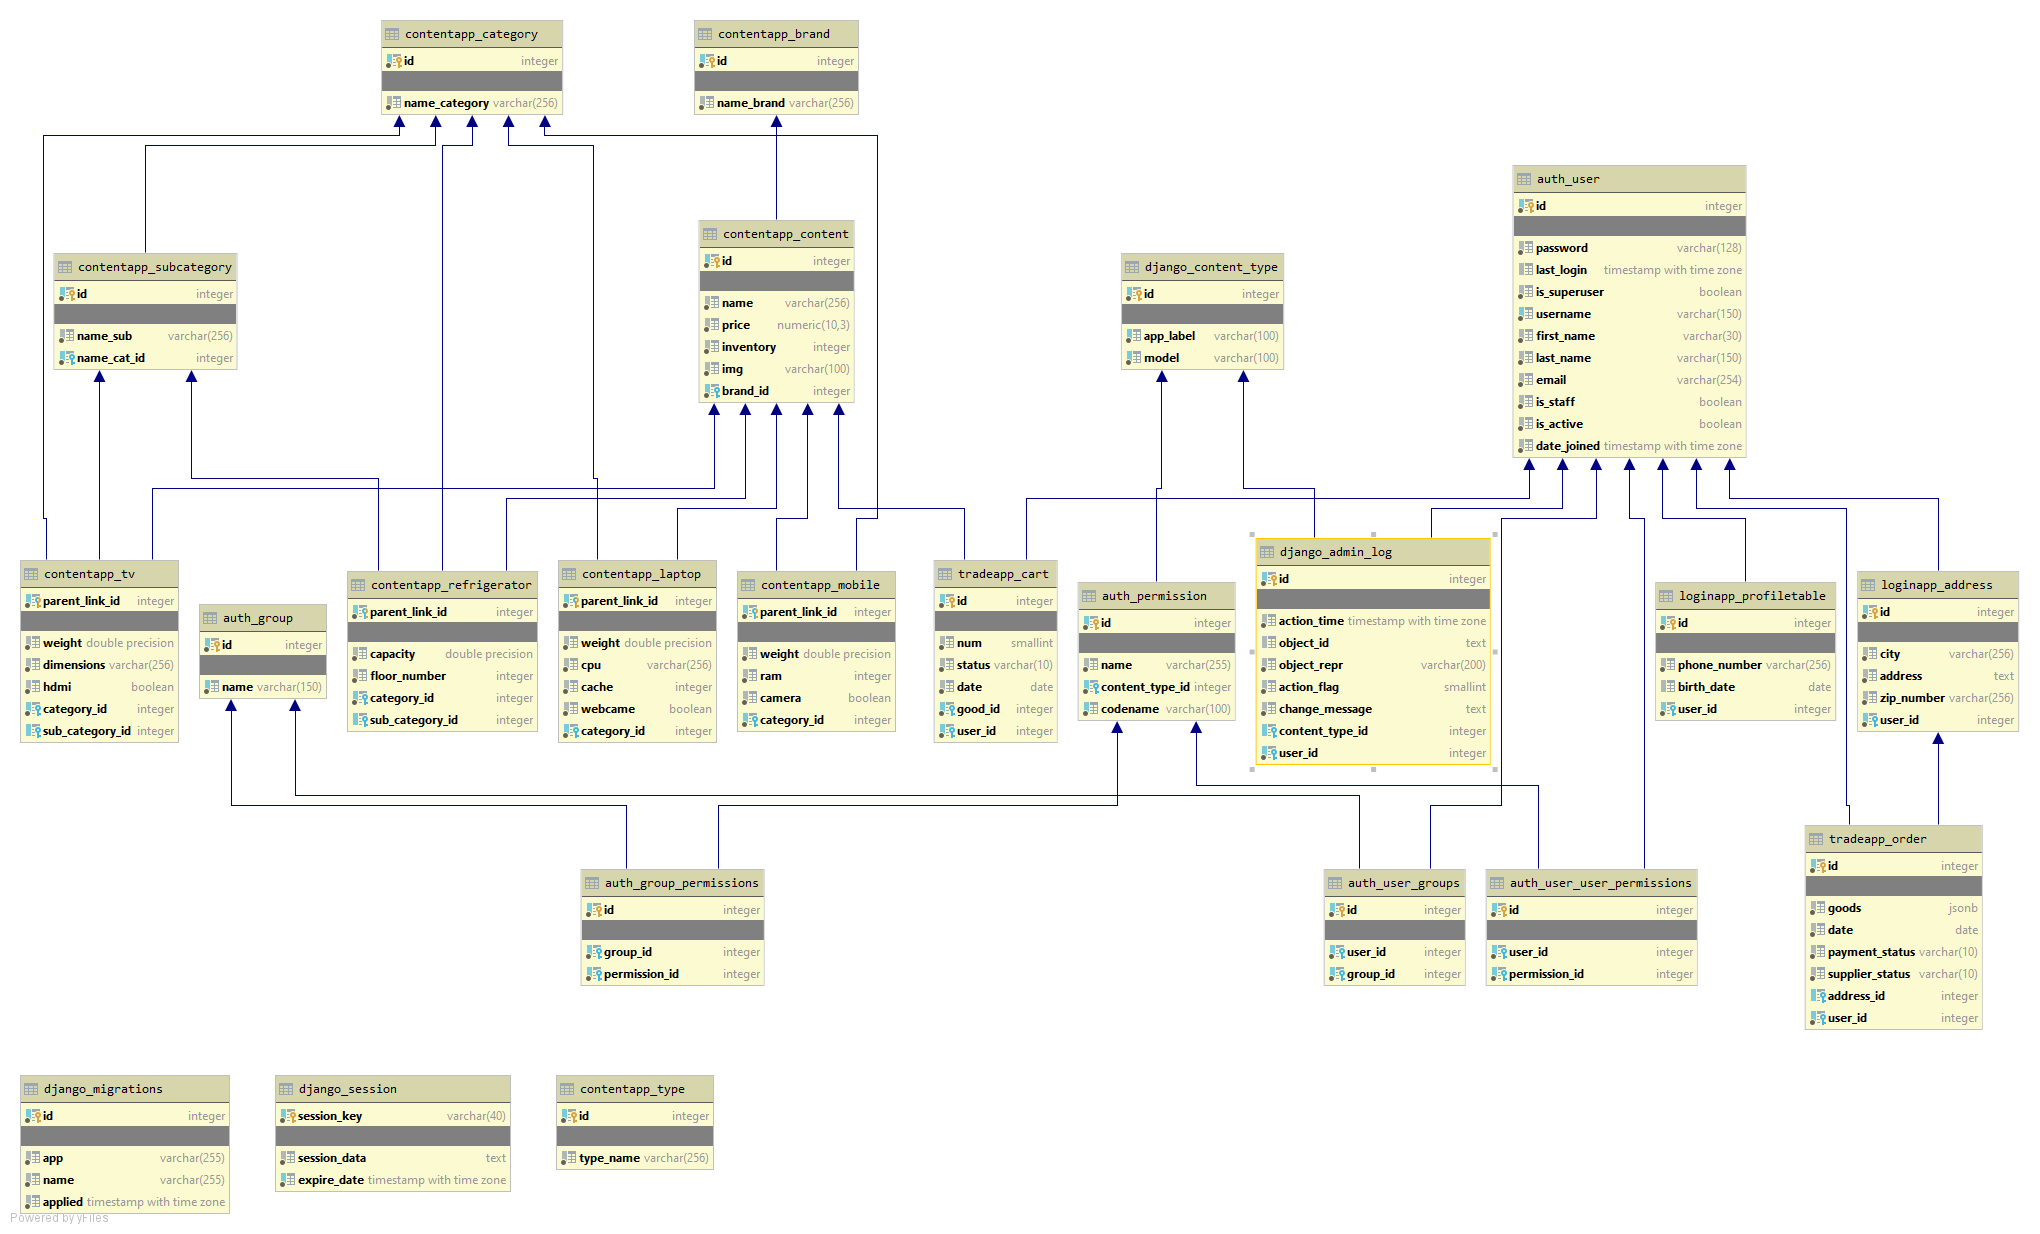 contentapp_category
id integer
name_category varchar(256)
contentapp_brand
id integer
name_brand varchar(256)
auth_user
id integer
password varchar(128)
last_login timestamp with time zone
is_superuser boolean
username varchar(150)
first_name varchar(30)
last_name varchar(150)
email varchar(254)
is_staff boolean
is_active boolean
date_joined timestamp with time zone
contentapp_content
id integer
name varchar(256)
price numeric(10,3)
inventory integer
img varchar(100)
brand_id integer
contentapp_subcategory
id integer
name_sub varchar(256)
name_cat_id integer
django_content_type
id integer
app_label varchar(100)
model varchar(100)
contentapp_tv
parent_link_id integer
weight double precision
dimensions varchar(256)
hdmi boolean
category_id integer
sub_category_id integer
auth_group
id integer
name varchar(150)
contentapp_refrigerator
parent_link_id integer
capacity double precision
floor_number integer
category_id integer
sub_category_id integer
contentapp_laptop
parent_link_id integer
weight double precision
cpu varchar(256)
cache integer
webcame boolean
category_id integer
contentapp_mobile
parent_link_id integer
weight double precision
ram integer
camera boolean
category_id integer
tradeapp_cart
id integer
num smallint
status varchar(10)
date date
good_id integer
user_id integer
auth_permission
id integer
name varchar(255)
content_type_id integer
codename varchar(100)
django_admin_log
id integer
action_time timestamp with time zone
object_id text
object_repr varchar(200)
action_flag smallint
change_message text
content_type_id integer
user_id integer
loginapp_profiletable
id integer
phone_number varchar(256)
birth_date date
user_id integer
loginapp_address
id integer
city varchar(256)
address text
zip_number varchar(256)
user_id integer
auth_group_permissions
id integer
group_id integer
permission_id integer
auth_user_groups
id integer
user_id integer
group_id integer
auth_user_user_permissions
id integer
user_id integer
permission_id integer
tradeapp_order
id integer
goods jsonb
date date
payment_status varchar(10)
supplier_status varchar(10)
address_id integer
user_id integer
django_migrations
id integer
app varchar(255)
name varchar(255)
applied timestamp with time zone
django_session
session_key varchar(40)
session_data text
expire_date timestamp with time zone
contentapp_type
id integer
type_name varchar(256)
Powered by yFiles